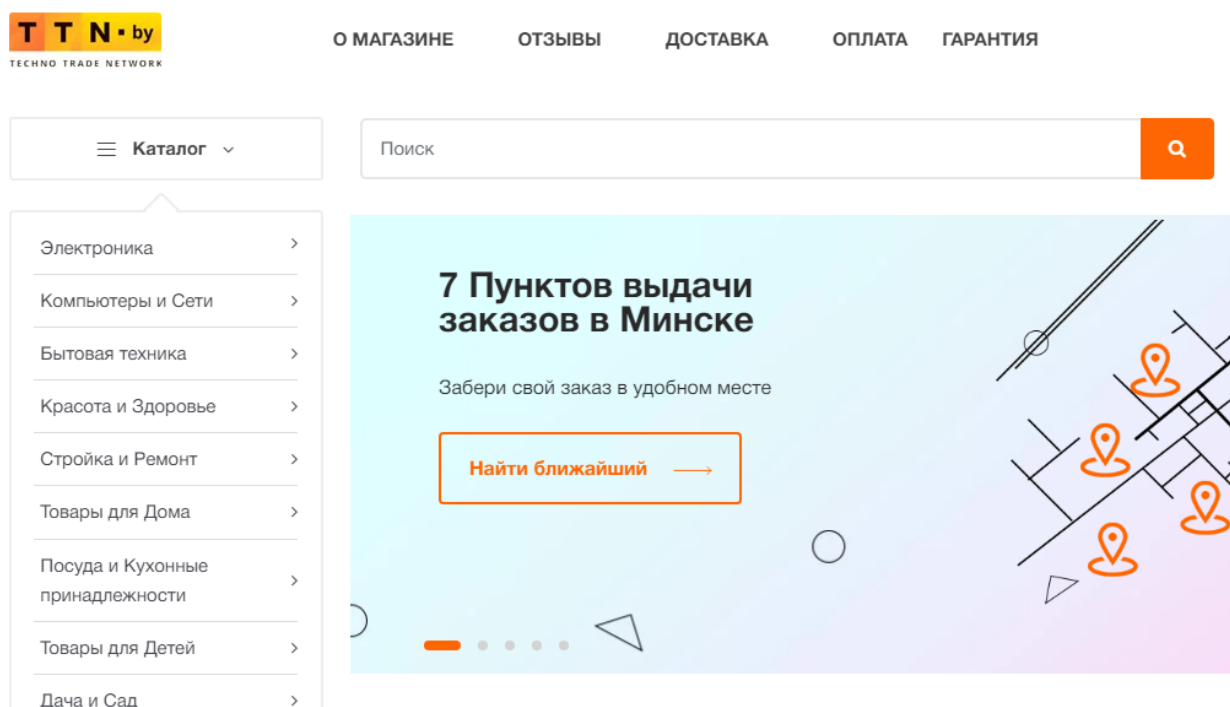 T T N·by
TECHNO TRADE NETWORK
О МАГАЗИНЕ ОТЗЫВЫ ДОСТАВКА ОПЛАТА ГАРАНТИЯ
Каталог
Поиск
Электроника
Компьютеры и Сети
Бытовая техника
Красота и Здоровье
Стройка и Ремонт
Товары для Дома
Посуда и Кухонные
принадлежности
Товары для Детей
Дача и Сад
7 Пунктов выдачи
заказов в Минске
Забери свой заказ в удобном месте
Найти ближайший